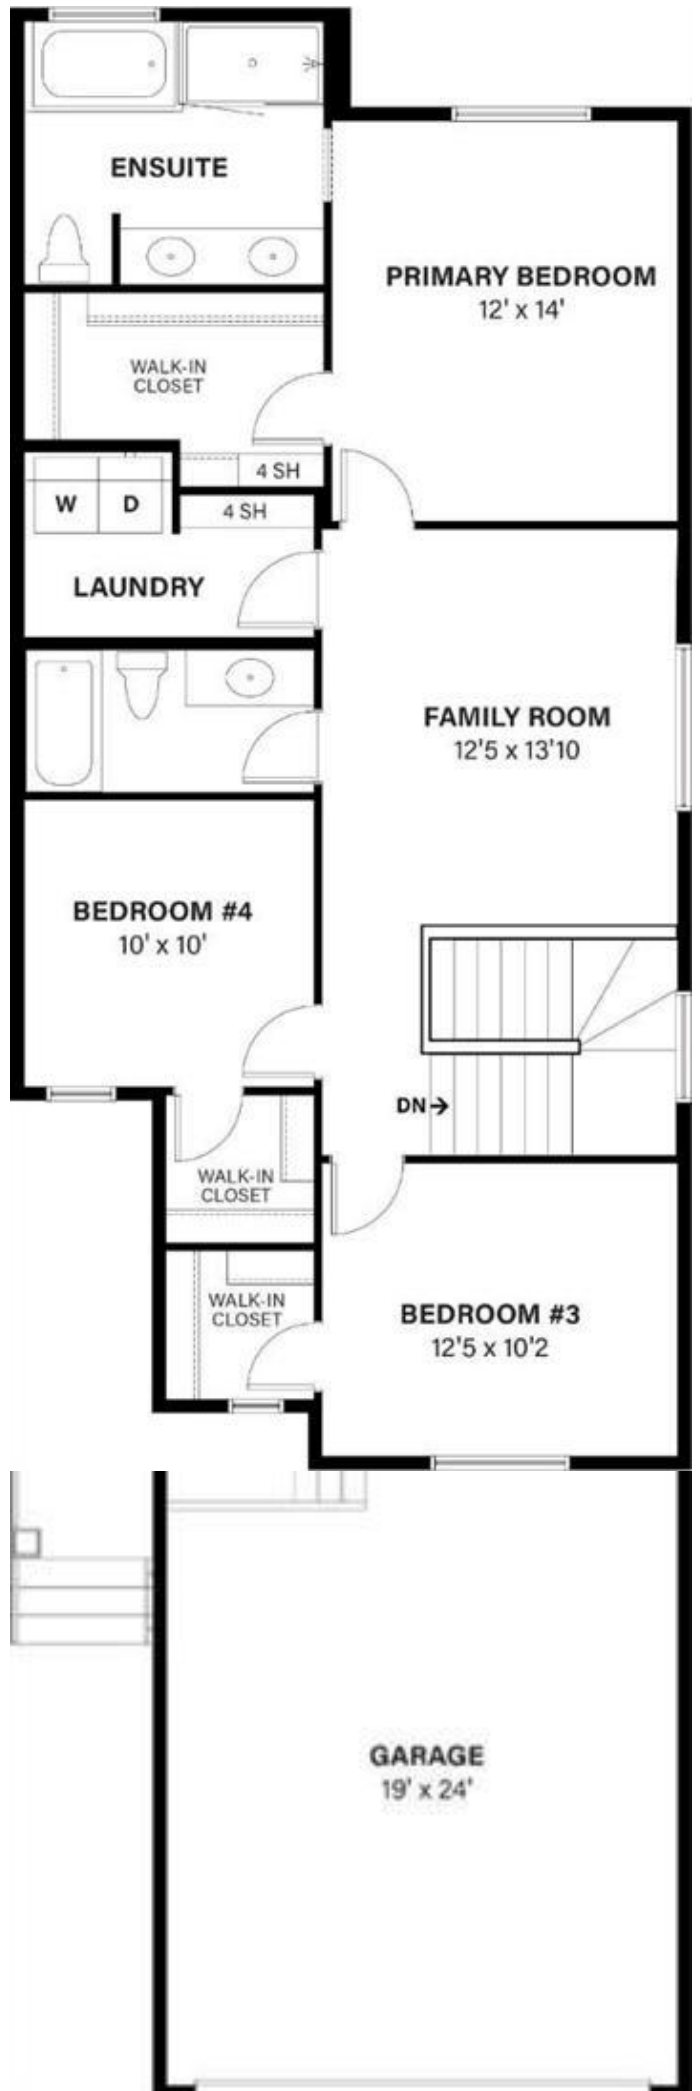 ENSUITE
PRIMARY BEDROOM
12' x 14'
WALK-IN
CLOSET
4 SH
W D
4 SH
LAUNDRY
FAMILY ROOM
12'5 x 13'10
BEDROOM #4
10' x 10'
DN→
WALK-IN
CLOSET
WALK-IN
CLOSET
BEDROOM #3
12'5 x 10'2
GARAGE
19' x 24'